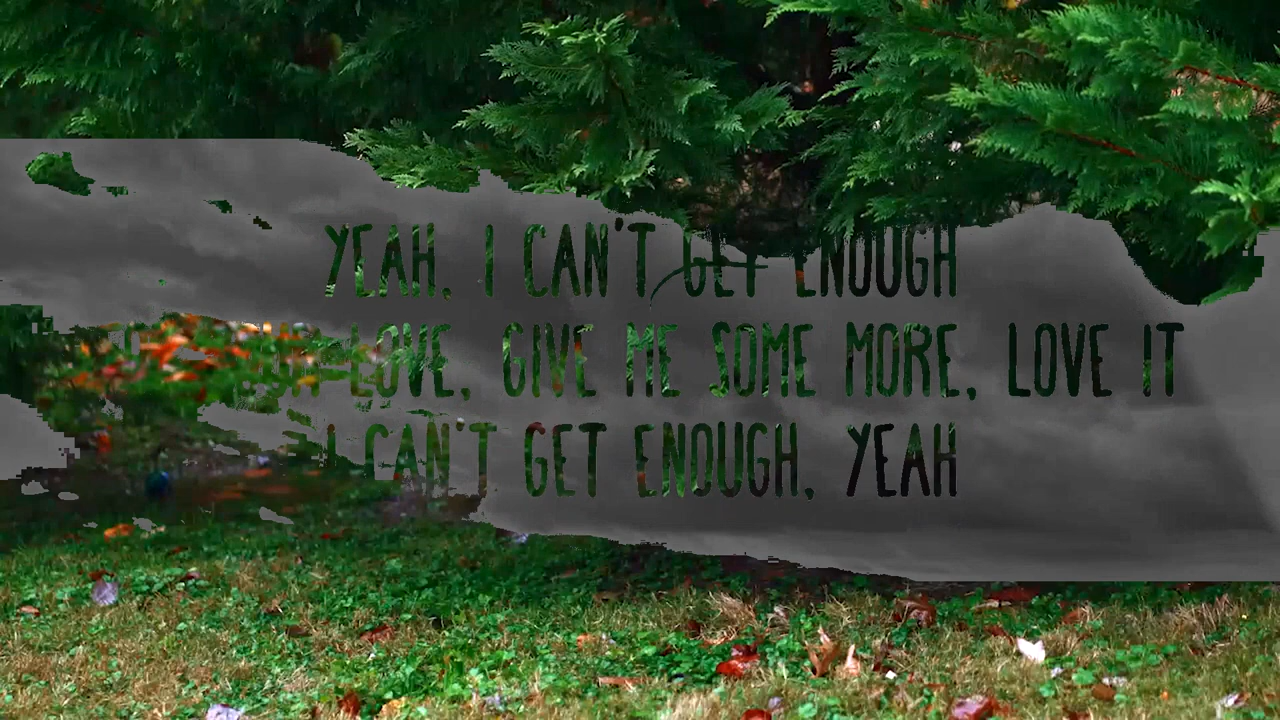 YEAH, I CAN'T GET ENOUGH
LOVE, GIVE ME SOME MORE, LOVE IT
I CAN'T GET ENOUGH, YEAH